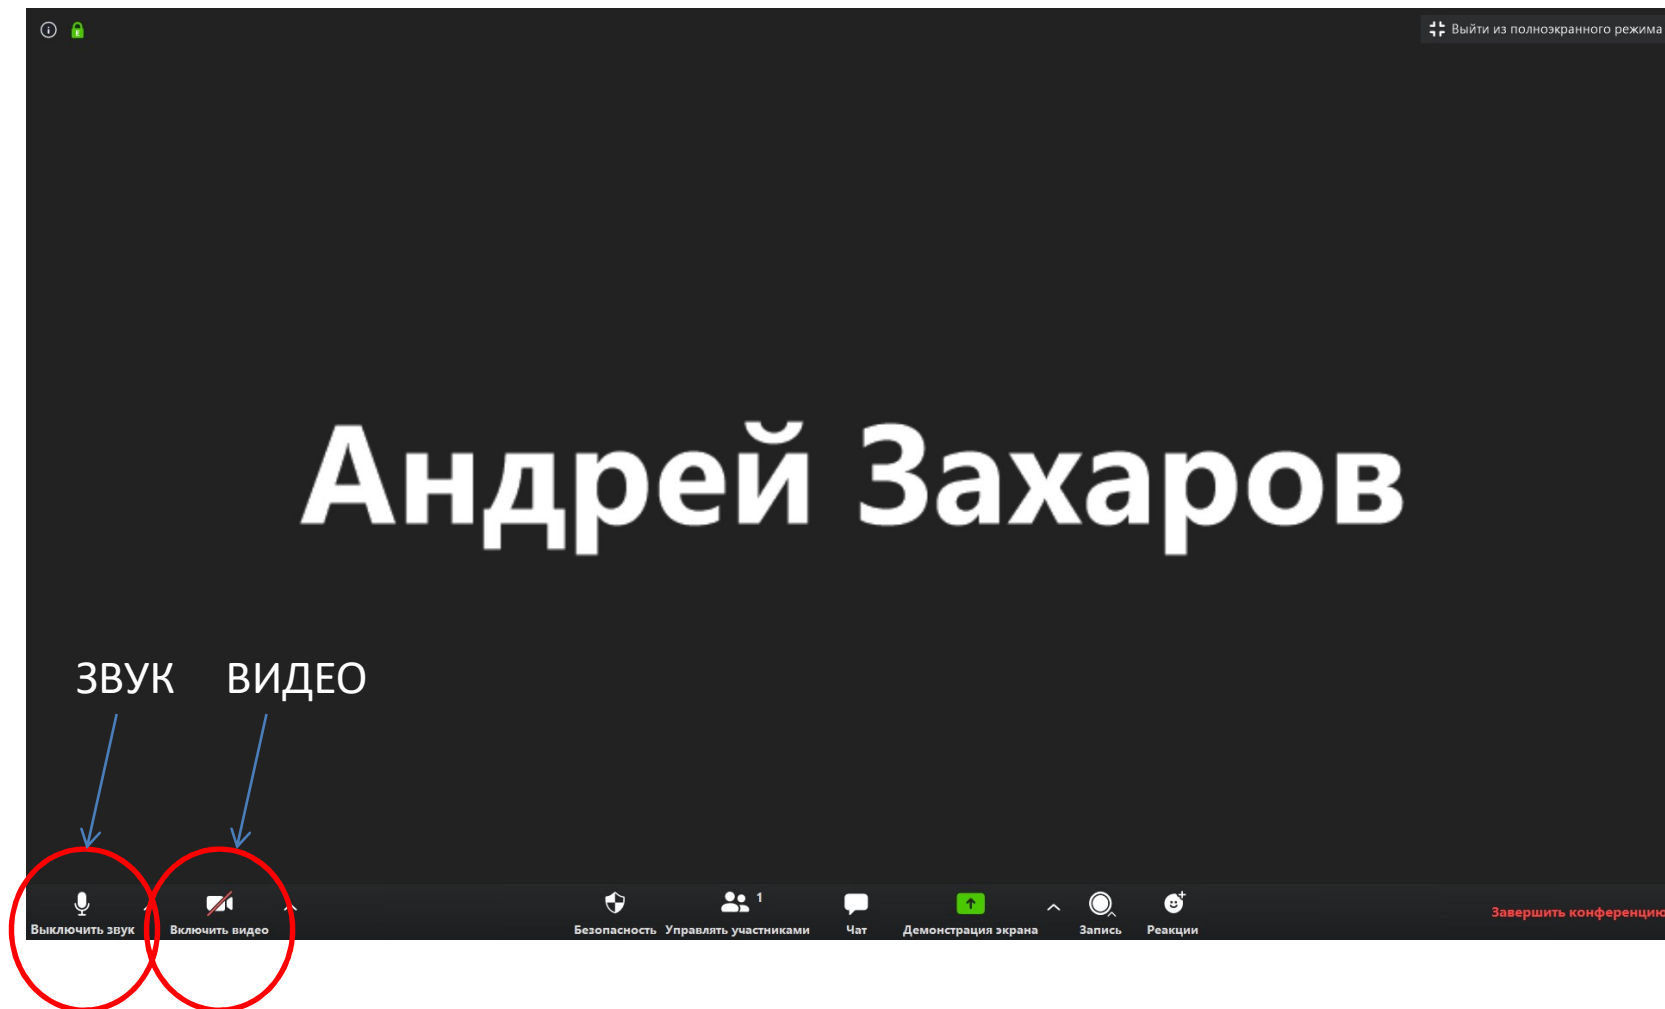 Выйти из полноэкранного режима
Андрей Захаров
ЗВУК ВИДЕО
Выключить звук Включить видео Безопасность Управлять участниками 1 Чат Демонстрация экрана Запись Реакции Завершить конференцию